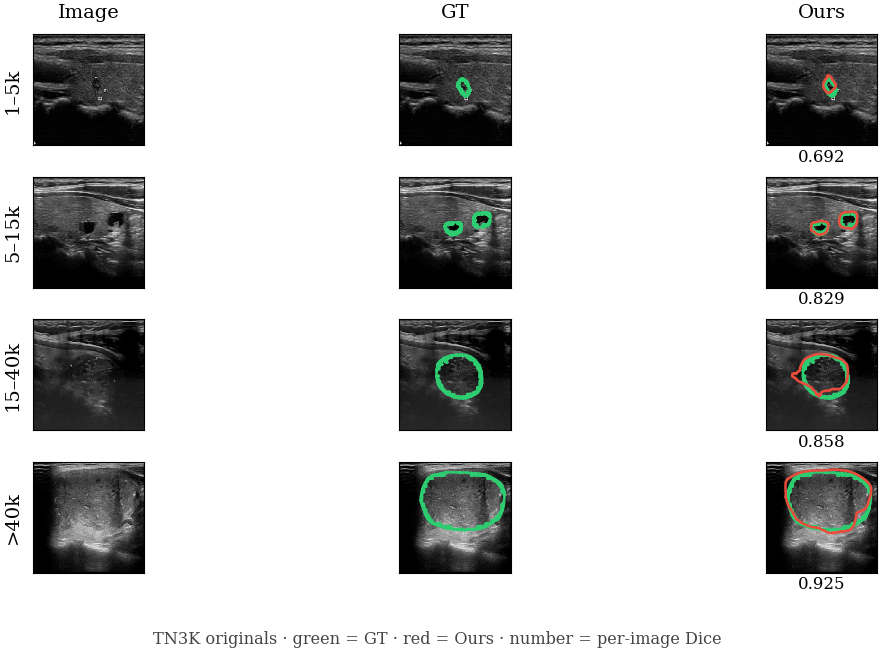 Image GT Ours
1–5k
0.692
5–15k
0.829
15–40k
0.858
>40k
0.925
TN3K originals · green = GT · red = Ours · number = per-image Dice